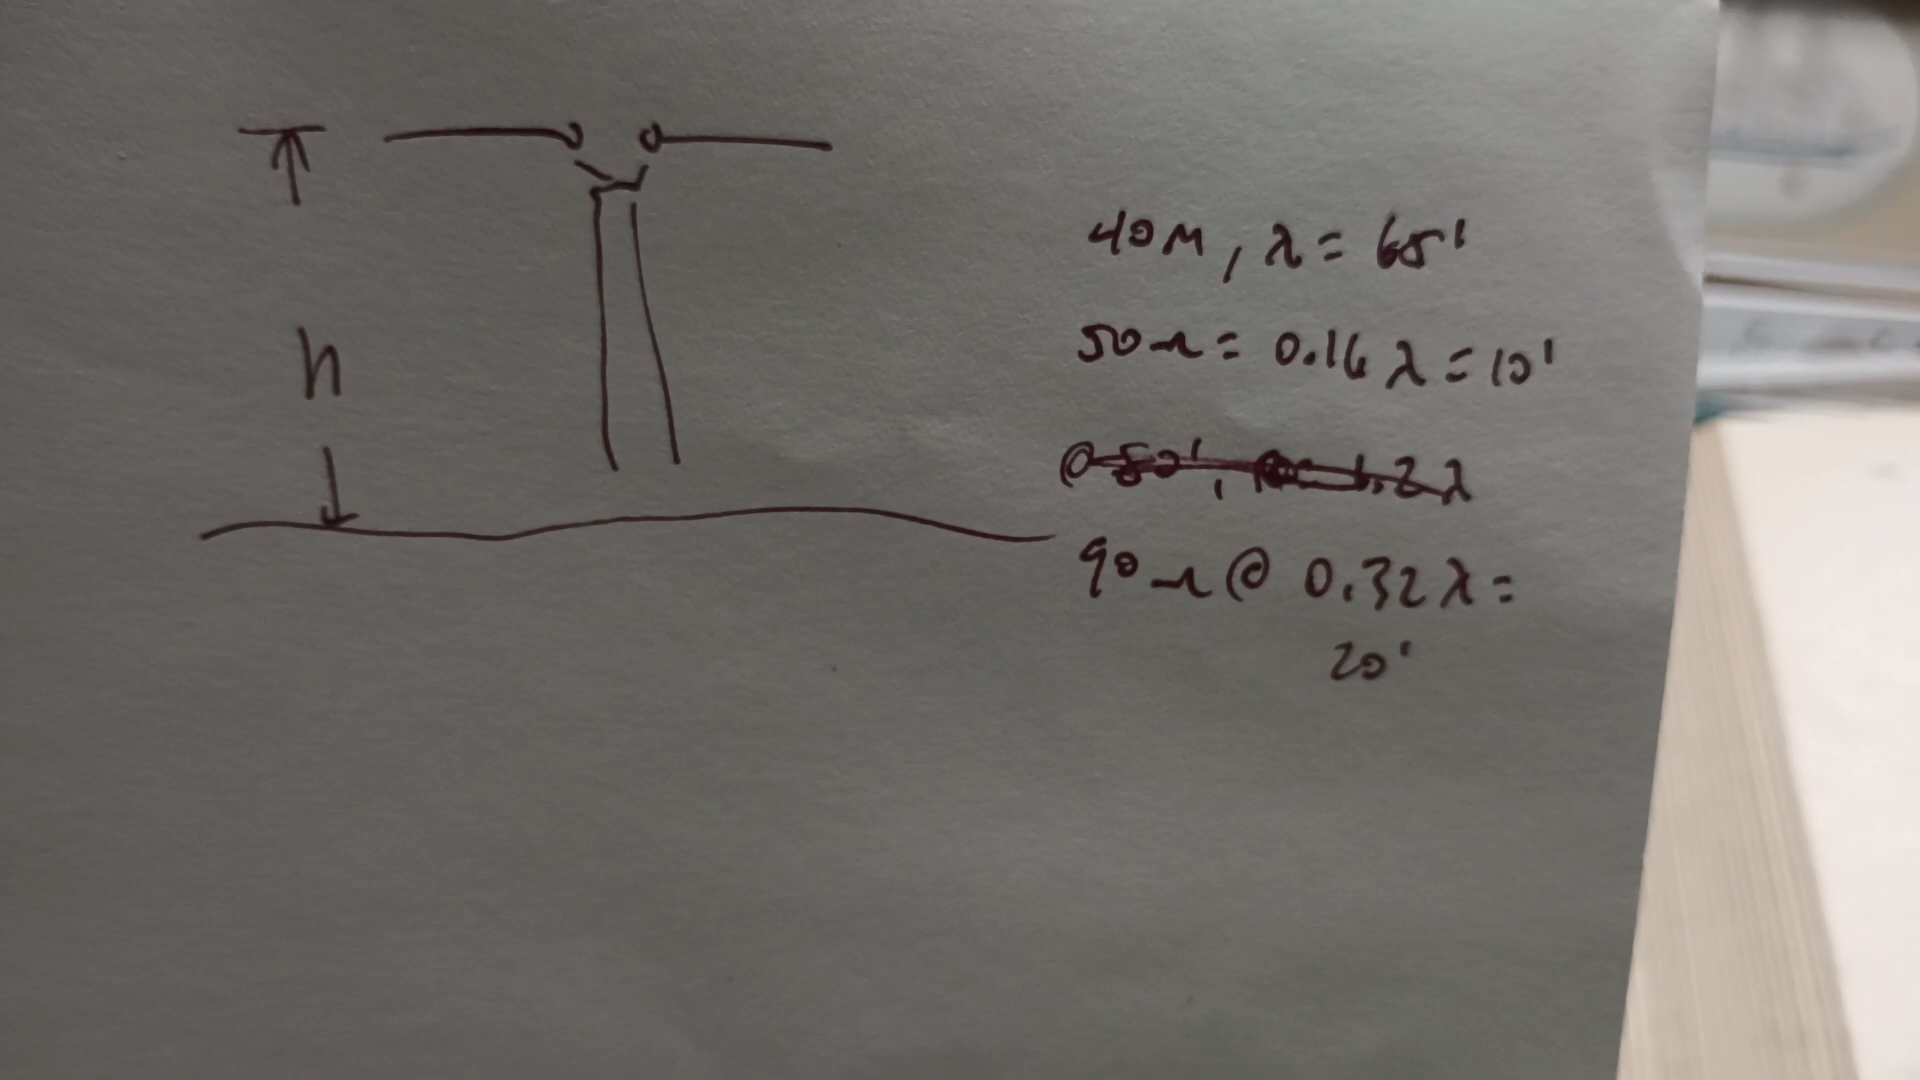 h
40M, λ = 65'
50Ω = 0.16 λ = 10'
90Ω @ 0.32 λ =
20'